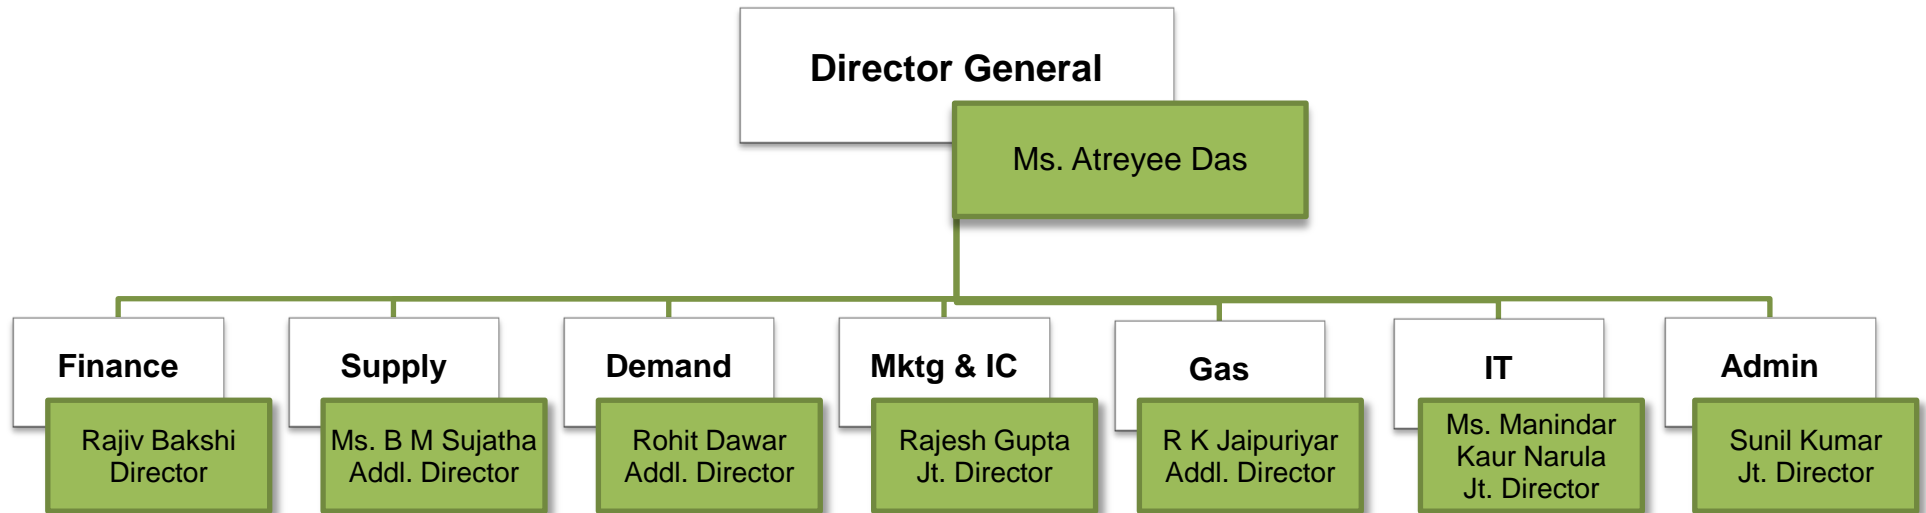 Director General
Ms. Atreyee Das
Finance
Rajiv Bakshi
Director
Supply
Ms. B M Sujatha
Addl. Director
Demand
Rohit Dawar
Addl. Director
Mktg & IC
Rajesh Gupta
Jt. Director
Gas
R K Jaipuriyar
Addl. Director
IT
Ms. Manindar
Kaur Narula
Jt. Director
Admin
Sunil Kumar
Jt. Director